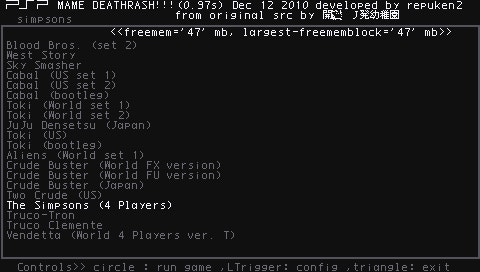 PSP MAME DEATHRASH!!!(0.97s) Dec 12 2010 developed by repuken2
from original src by J発幼稚園
simpsons
<<freemem='47' mb, largest-freememblock='47' mb>>
Blood Bros. (set 2)
West Story
Sky Smasher
Cabal (US set 1)
Cabal (US set 2)
Cabal (bootleg)
Toki (World set 1)
Toki (World set 2)
JuJu Densetsu (Japan)
Toki (US)
Toki (bootleg)
Aliens (World set 1)
Crude Buster (World FX version)
Crude Buster (World FU version)
Crude Buster (Japan)
Two Crude (US)
The Simpsons (4 Players)
Truco-Tron
Truco Clemente
Vendetta (World 4 Players ver. T)
Controls>> circle : run game ,LTrigger: config ,triangle: exit